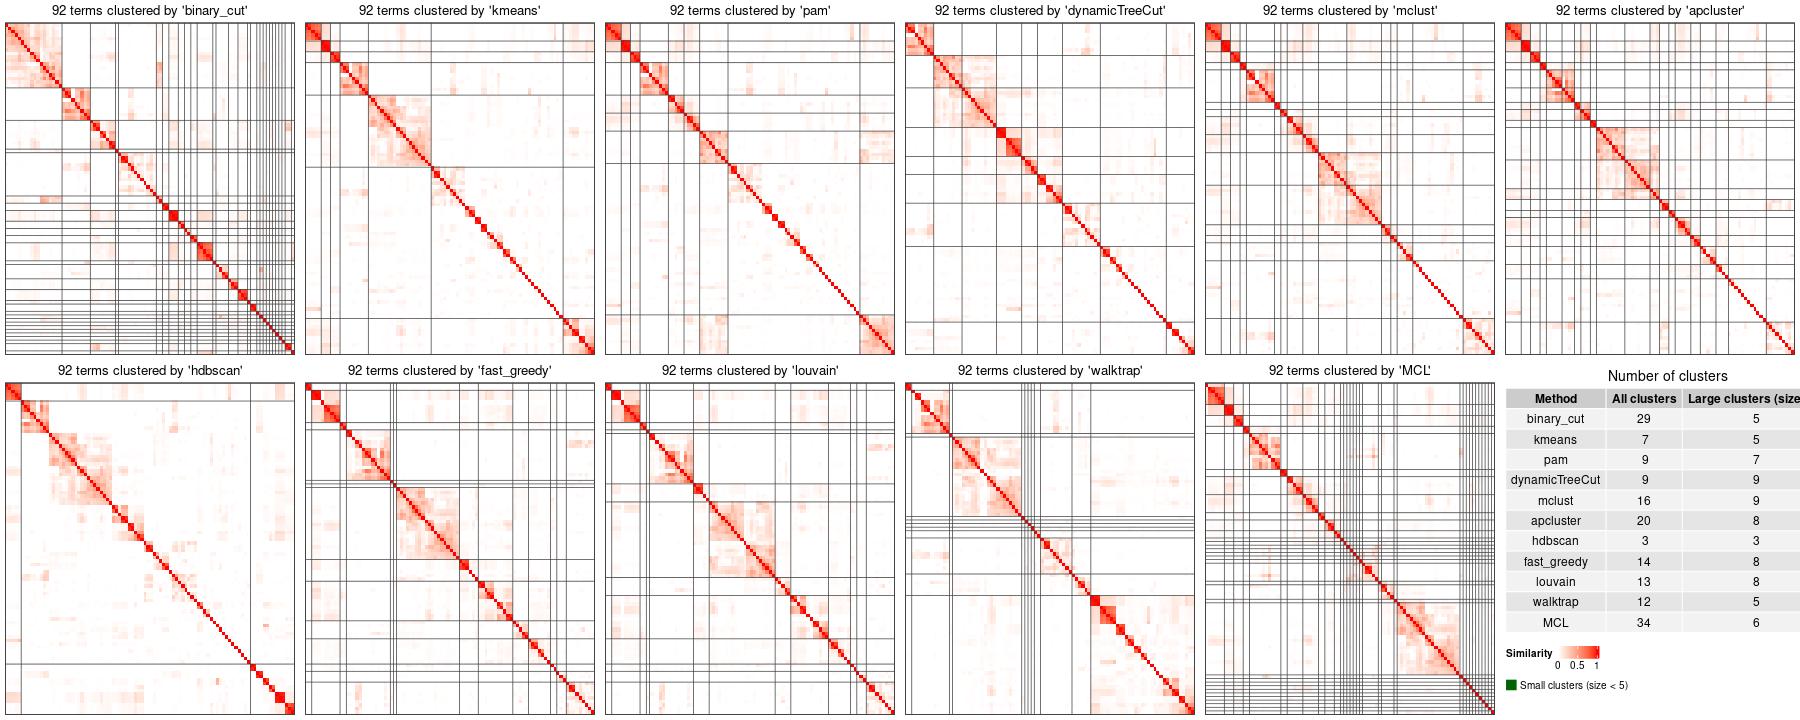 92 terms clustered by 'binary_cut'
92 terms clustered by 'kmeans'
92 terms clustered by 'pam'
92 terms clustered by 'dynamicTreeCut'
92 terms clustered by 'mclust'
92 terms clustered by 'apcluster'
92 terms clustered by 'hdbscan'
92 terms clustered by 'fast_greedy'
92 terms clustered by 'louvain'
92 terms clustered by 'walktrap'
92 terms clustered by 'MCL'
Number of clusters
Method All clusters Large clusters (size
binary_cut 29 5
kmeans 7 5
pam 9 7
dynamicTreeCut 9 9
mclust 16 9
apcluster 20 8
hdbscan 3 3
fast_greedy 14 8
louvain 13 8
walktrap 12 5
MCL 34 6
Similarity
0 0.5 1
Small clusters (size < 5)